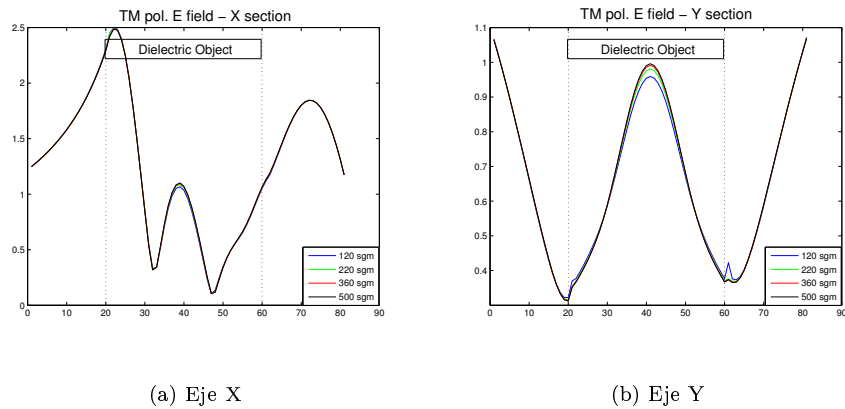 TM pol. E field − X section
2.5
2
1.5
1
0.5
0
0 10 20 30 40 50 60 70 80 90
Dielectric Object
120 sgm
220 sgm
360 sgm
500 sgm
(a) Eje X
TM pol. E field − Y section
1.1
1
0.9
0.8
0.7
0.6
0.5
0.4
0 10 20 30 40 50 60 70 80 90
Dielectric Object
120 sgm
220 sgm
360 sgm
500 sgm
(b) Eje Y